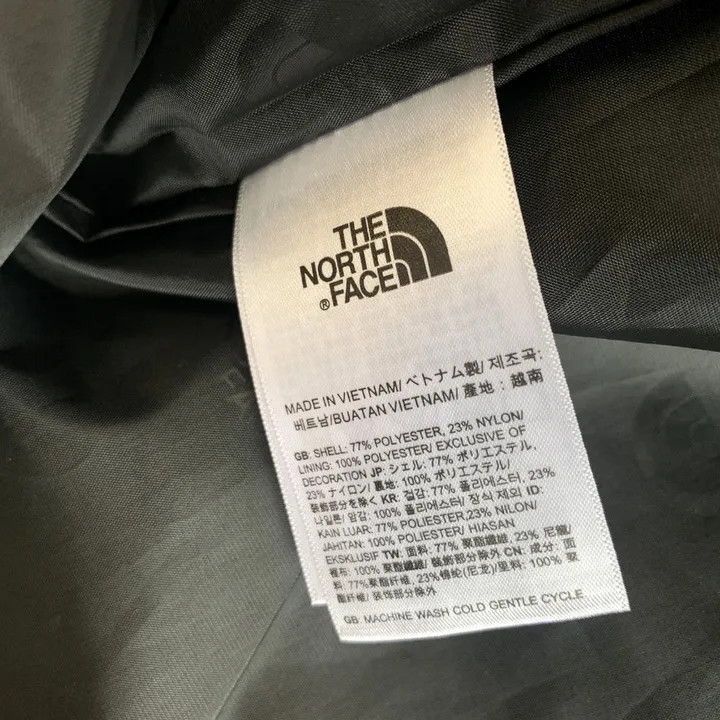 THE
NORTH
®FACE
MADE IN VIETNAM/ベトナム製/제조국:
베트남/BUATAN VIETNAM/產地：越南
GB: SHELL: 77% POLYESTER, 23% NYLON/
LINING: 100% POLYESTER/ EXCLUSIVE OF
DECORATION JP: シェル: 77% ポリエステル,
23% ナイロン/ 裏地: 100% ポリエステル/
装飾部分を除く KR: 겉감: 77% 폴리에스터, 23%
나일론/ 안감: 100% 폴리에스터/ 장식 제외 ID:
KAIN LUAR: 77% POLIESTER,23% NILON/
JAHITAN: 100% POLIESTER/ HIASAN
EKSKLUSIF TW: 面料: 77% 聚酯纖維, 23% 尼龍/
裡布: 100% 聚酯纖維/ 裝飾部分除外 CN: 成分: 面
料: 77%聚酯纤维, 23%锦纶(尼龙)/里料: 100% 聚
酯纤维/ 装饰部分除外
GB: MACHINE WASH COLD GENTLE CYCLE